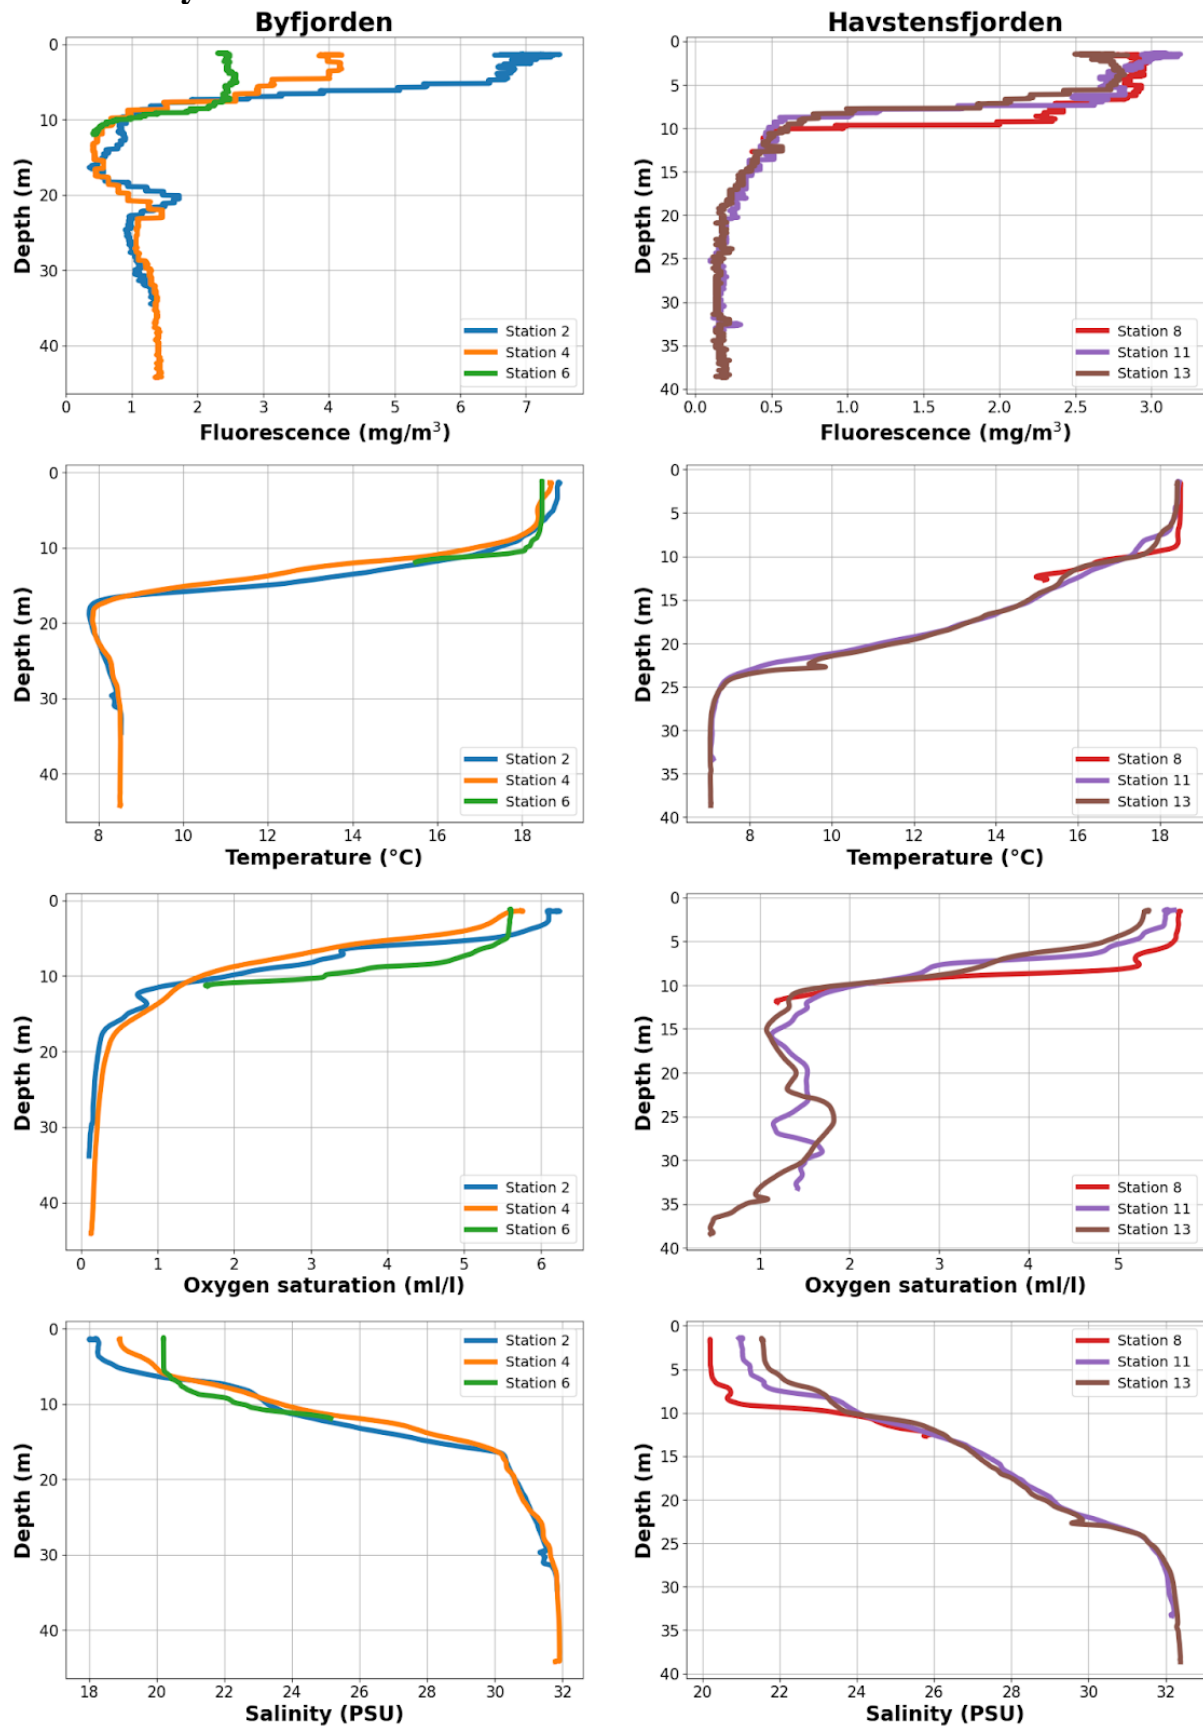 Byfjorden
0
10
20
30
40
Depth (m)
Station 2
Station 4
Station 6
0 1 2 3 4 5 6 7
Fluorescence (mg/m³)
Havstensfjorden
0
5
10
15
20
25
30
35
40
Depth (m)
Station 8
Station 11
Station 13
0.0 0.5 1.0 1.5 2.0 2.5 3.0
Fluorescence (mg/m³)
0
10
20
30
40
Depth (m)
Station 2
Station 4
Station 6
8 10 12 14 16 18
Temperature (°C)
0
5
10
15
20
25
30
35
40
Depth (m)
Station 8
Station 11
Station 13
8 10 12 14 16 18
Temperature (°C)
0
10
20
30
40
Depth (m)
Station 2
Station 4
Station 6
0 1 2 3 4 5 6
Oxygen saturation (ml/l)
0
5
10
15
20
25
30
35
40
Depth (m)
Station 8
Station 11
Station 13
1 2 3 4 5
Oxygen saturation (ml/l)
0
10
20
30
40
Depth (m)
Station 2
Station 4
Station 6
18 20 22 24 26 28 30 32
Salinity (PSU)
0
5
10
15
20
25
30
35
40
Depth (m)
Station 8
Station 11
Station 13
20 22 24 26 28 30 32
Salinity (PSU)